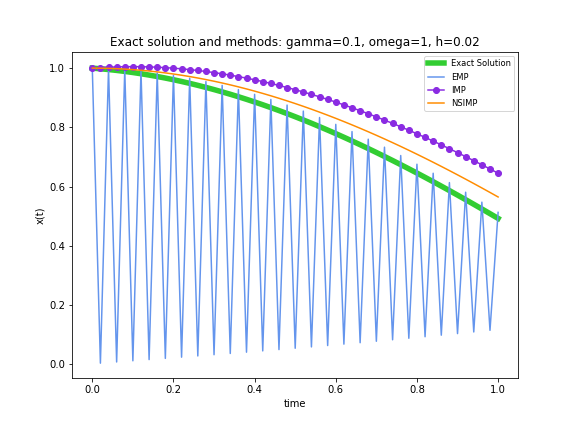 Exact solution and methods: gamma=0.1, omega=1, h=0.02
Exact Solution
EMP
IMP
NSIMP
x(t)
1.0
0.8
0.6
0.4
0.2
0.0
0.0 0.2 0.4 0.6 0.8 1.0
time